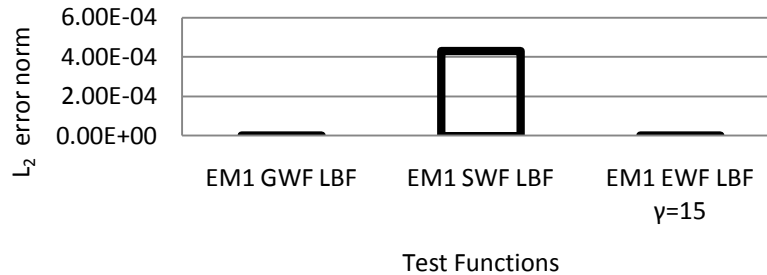 L2 error norm
6.00E-04
4.00E-04
2.00E-04
0.00E+00
EM1 GWF LBF
EM1 SWF LBF
EM1 EWF LBF
γ=15
Test Functions